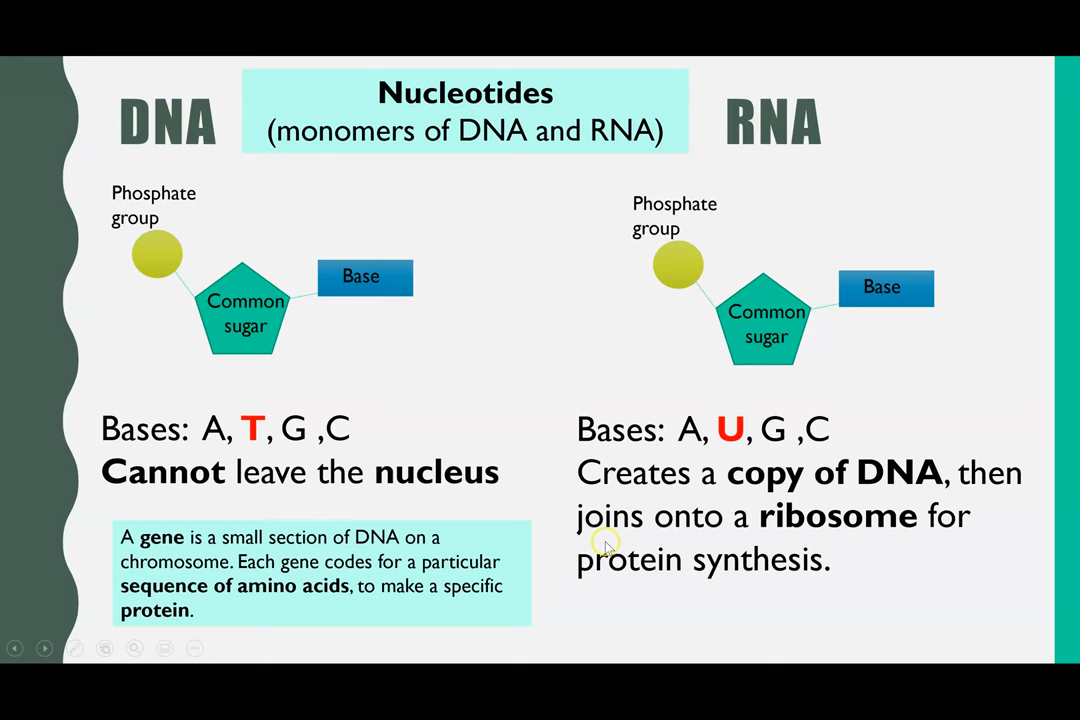 Nucleotides
(monomers of DNA and RNA)
DNA
Phosphate
group
Base
Common
sugar
Bases: A, T, G ,C
Cannot leave the nucleus
A gene is a small section of DNA on a
chromosome. Each gene codes for a particular
sequence of amino acids, to make a specific
protein.
RNA
Phosphate
group
Base
Common
sugar
Bases: A, U, G ,C
Creates a copy of DNA, then
joins onto a ribosome for
protein synthesis.